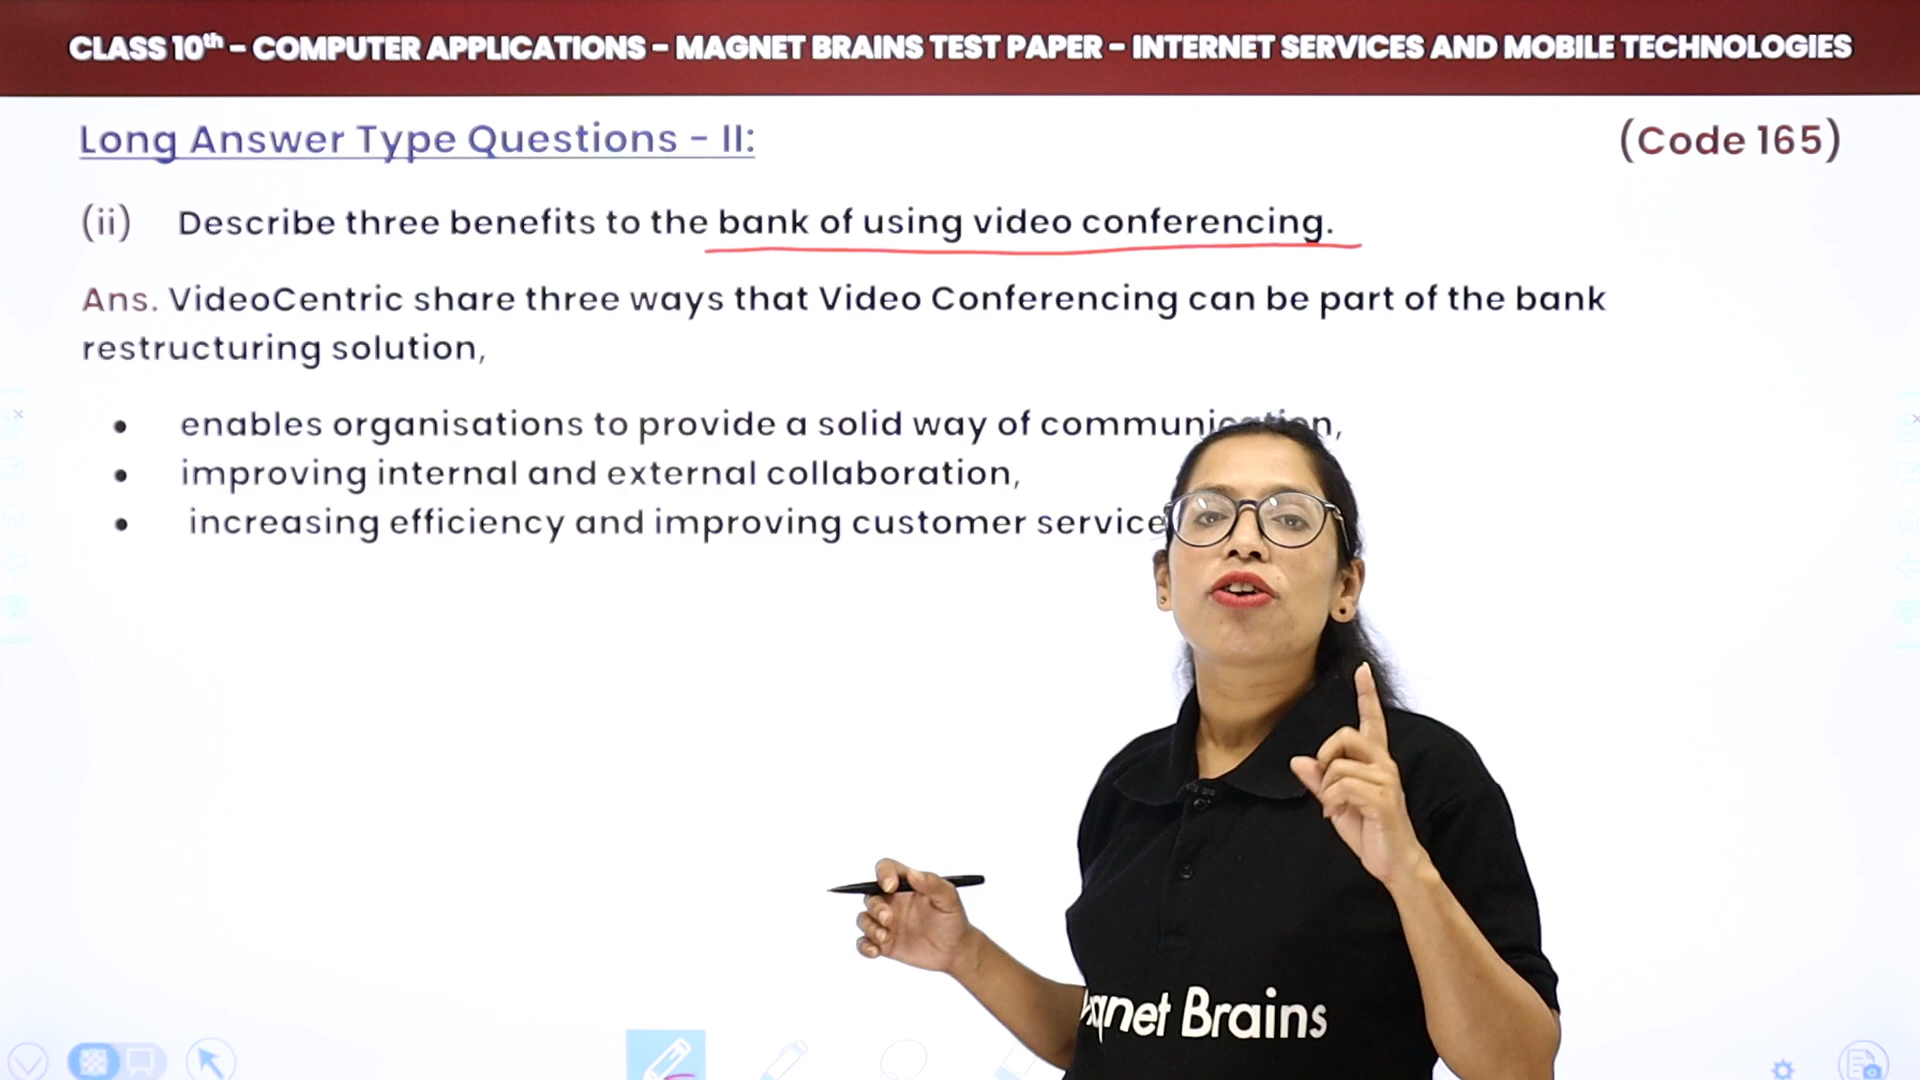 CLASS 10th – COMPUTER APPLICATIONS – MAGNET BRAINS TEST PAPER – INTERNET SERVICES AND MOBILE TECHNOLOGIES
Long Answer Type Questions – II: (Code 165)
(ii) Describe three benefits to the bank of using video conferencing.
Ans. VideoCentric share three ways that Video Conferencing can be part of the bank
restructuring solution,
• enables organisations to provide a solid way of communication,
• improving internal and external collaboration,
• increasing efficiency and improving customer service
Magnet Brains